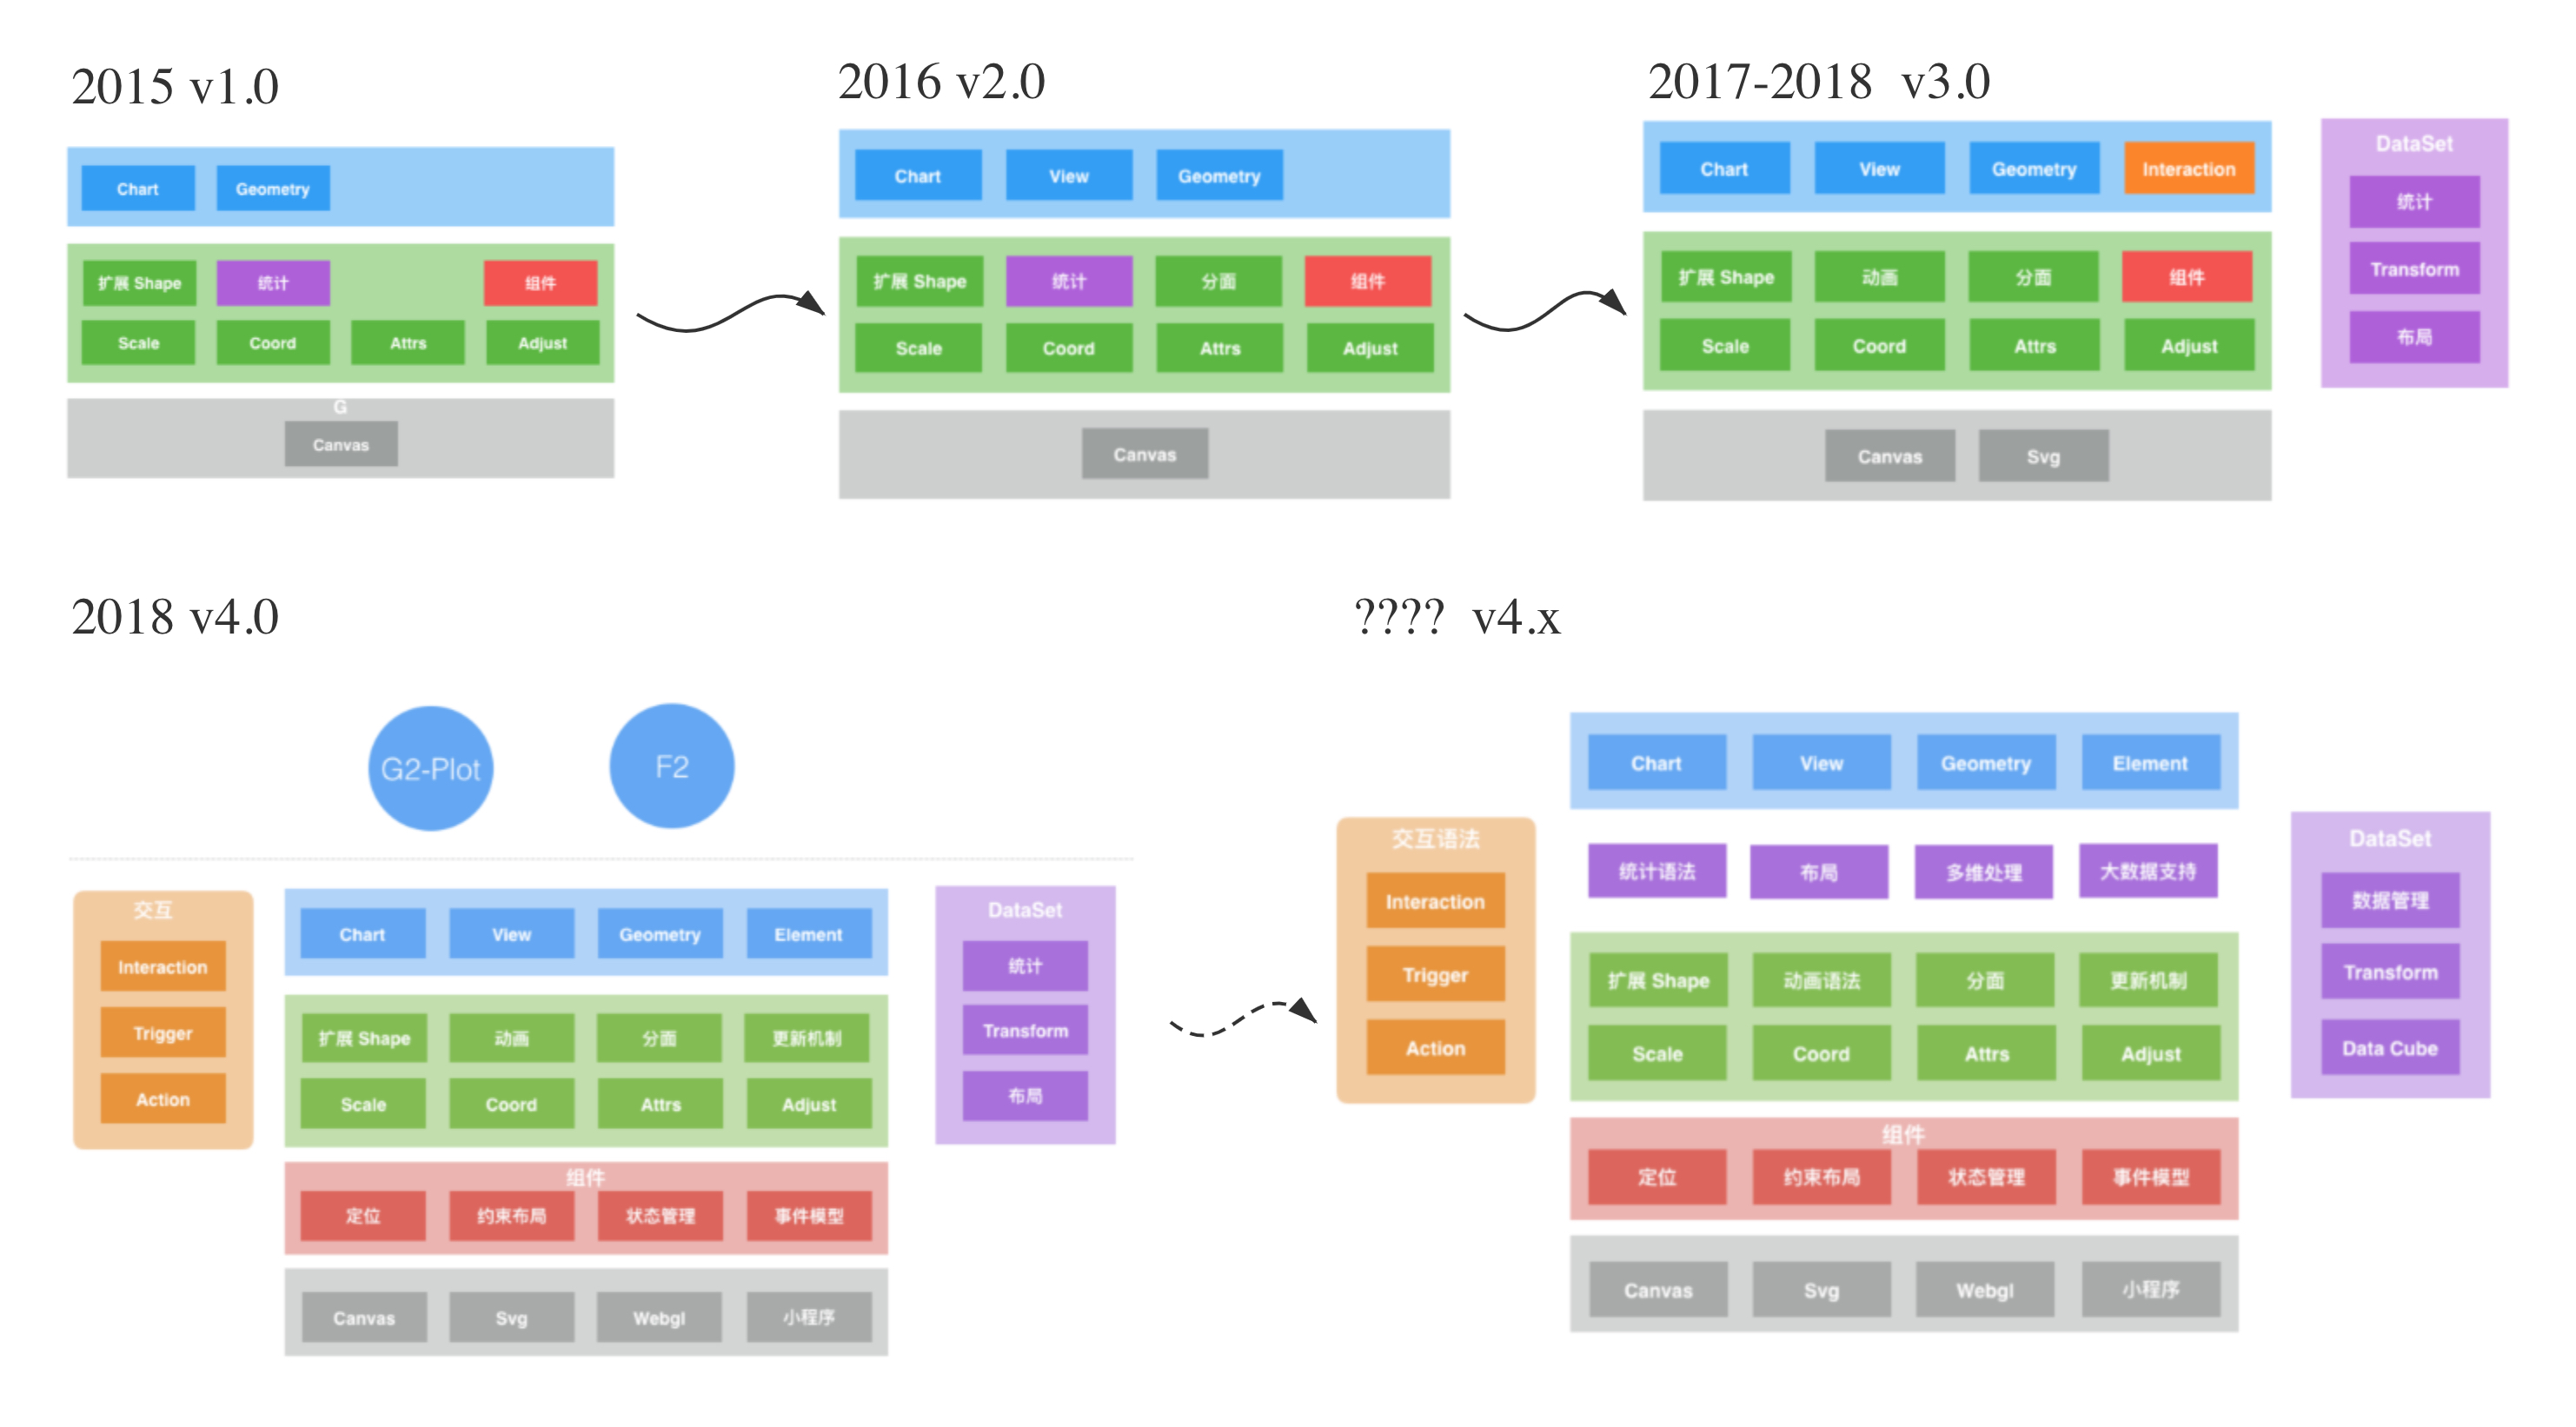 2015 v1.0
Chart Geometry
扩展 Shape 统计 组件
Scale Coord Attrs Adjust
G
Canvas
2016 v2.0
Chart View Geometry
扩展 Shape 统计 分面 组件
Scale Coord Attrs Adjust
Canvas
2017-2018 v3.0
Chart View Geometry Interaction
扩展 Shape 动画 分面 组件
Scale Coord Attrs Adjust
Canvas Svg
DataSet
统计
Transform
布局
2018 v4.0
G2-Plot F2
交互
Interaction
Trigger
Action
Chart View Geometry Element
扩展 Shape 动画 分面 更新机制
Scale Coord Attrs Adjust
组件
定位 约束布局 状态管理 事件模型
Canvas Svg Webgl 小程序
DataSet
统计
Transform
布局
???? v4.x
交互语法
Interaction
Trigger
Action
Chart View Geometry Element
统计语法 布局 多维处理 大数据支持
扩展 Shape 动画语法 分面 更新机制
Scale Coord Attrs Adjust
组件
定位 约束布局 状态管理 事件模型
Canvas Svg Webgl 小程序
DataSet
数据管理
Transform
Data Cube